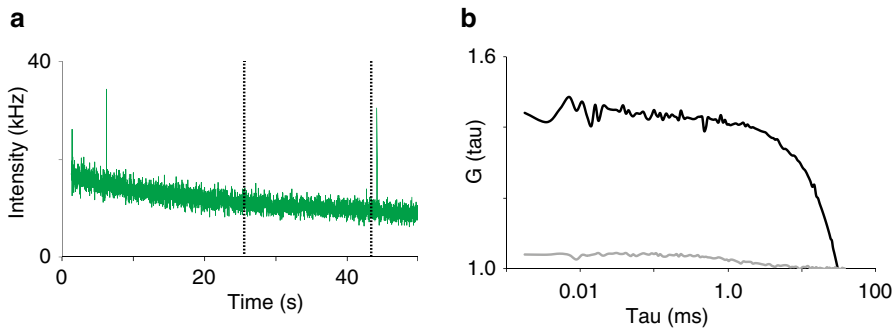 a
40
Intensity (kHz)
0
0
20
40
Time (s)
b
1.6
G (tau)
1.0
0.01
1.0
100
Tau (ms)